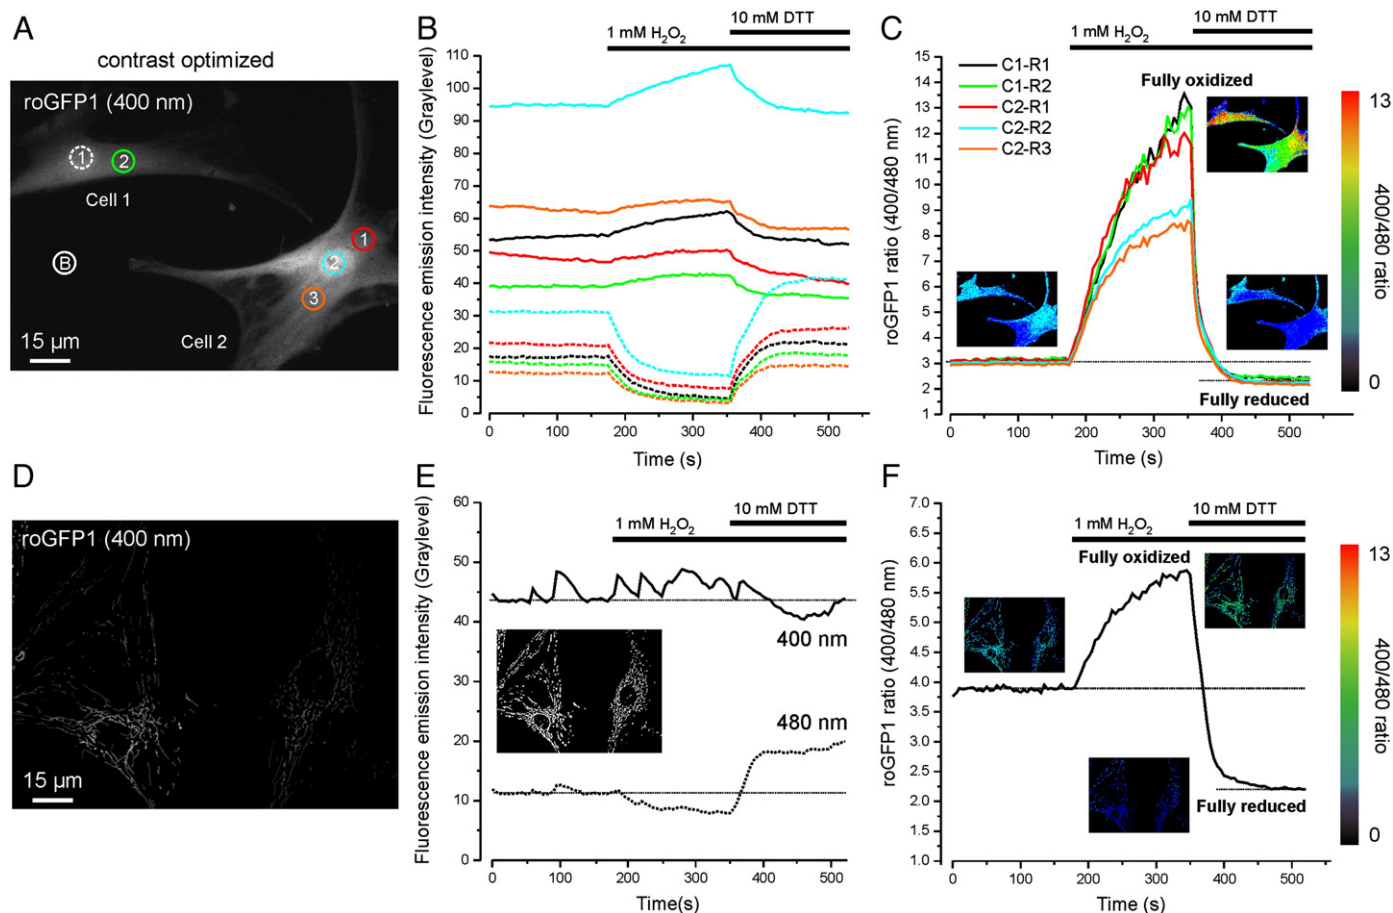 A
contrast optimized
roGFP1 (400 nm)
1
2
Cell 1
B
1
2
3
Cell 2
15 µm
B
10 mM DTT
1 mM H₂O₂
Fluorescence emission intensity (Graylevel)
110
100
90
80
70
60
50
40
30
20
10
0
0 100 200 300 400 500
Time (s)
C
10 mM DTT
1 mM H₂O₂
C1-R1
C1-R2
C2-R1
C2-R2
C2-R3
Fully oxidized
roGFP1 ratio (400/480 nm)
15
14
13
12
11
10
9
8
7
6
5
4
3
2
1
Fully reduced
0 100 200 300 400 500
Time (s)
13
400/480 ratio
0
D
roGFP1 (400 nm)
15 µm
E
10 mM DTT
1 mM H₂O₂
Fluorescence emission intensity (Graylevel)
60
50
40
30
20
10
0
400 nm
480 nm
0 100 200 300 400 500
Time(s)
F
10 mM DTT
1 mM H₂O₂
Fully oxidized
roGFP1 ratio (400/480 nm)
7.0
6.5
6.0
5.5
5.0
4.5
4.0
3.5
3.0
2.5
2.0
1.5
1.0
Fully reduced
0 100 200 300 400 500
Time (s)
13
400/480 ratio
0